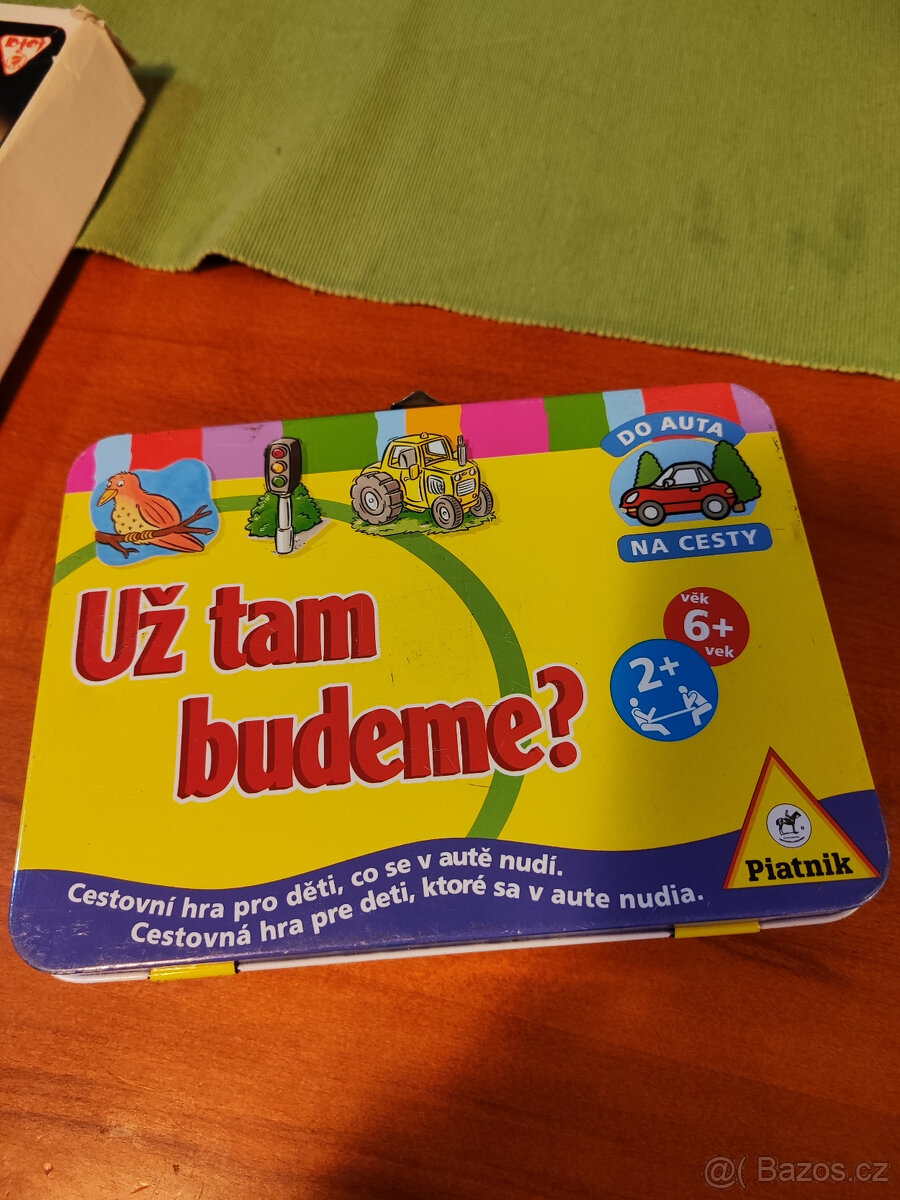 DO AUTA
NA CESTY
věk
6+
vek
2+
Už tam
budeme?
Piatnik
Cestovní hra pro děti, co se v autě nudí.
Cestovná hra pre deti, ktoré sa v aute nudia.
@( Bazos.cz